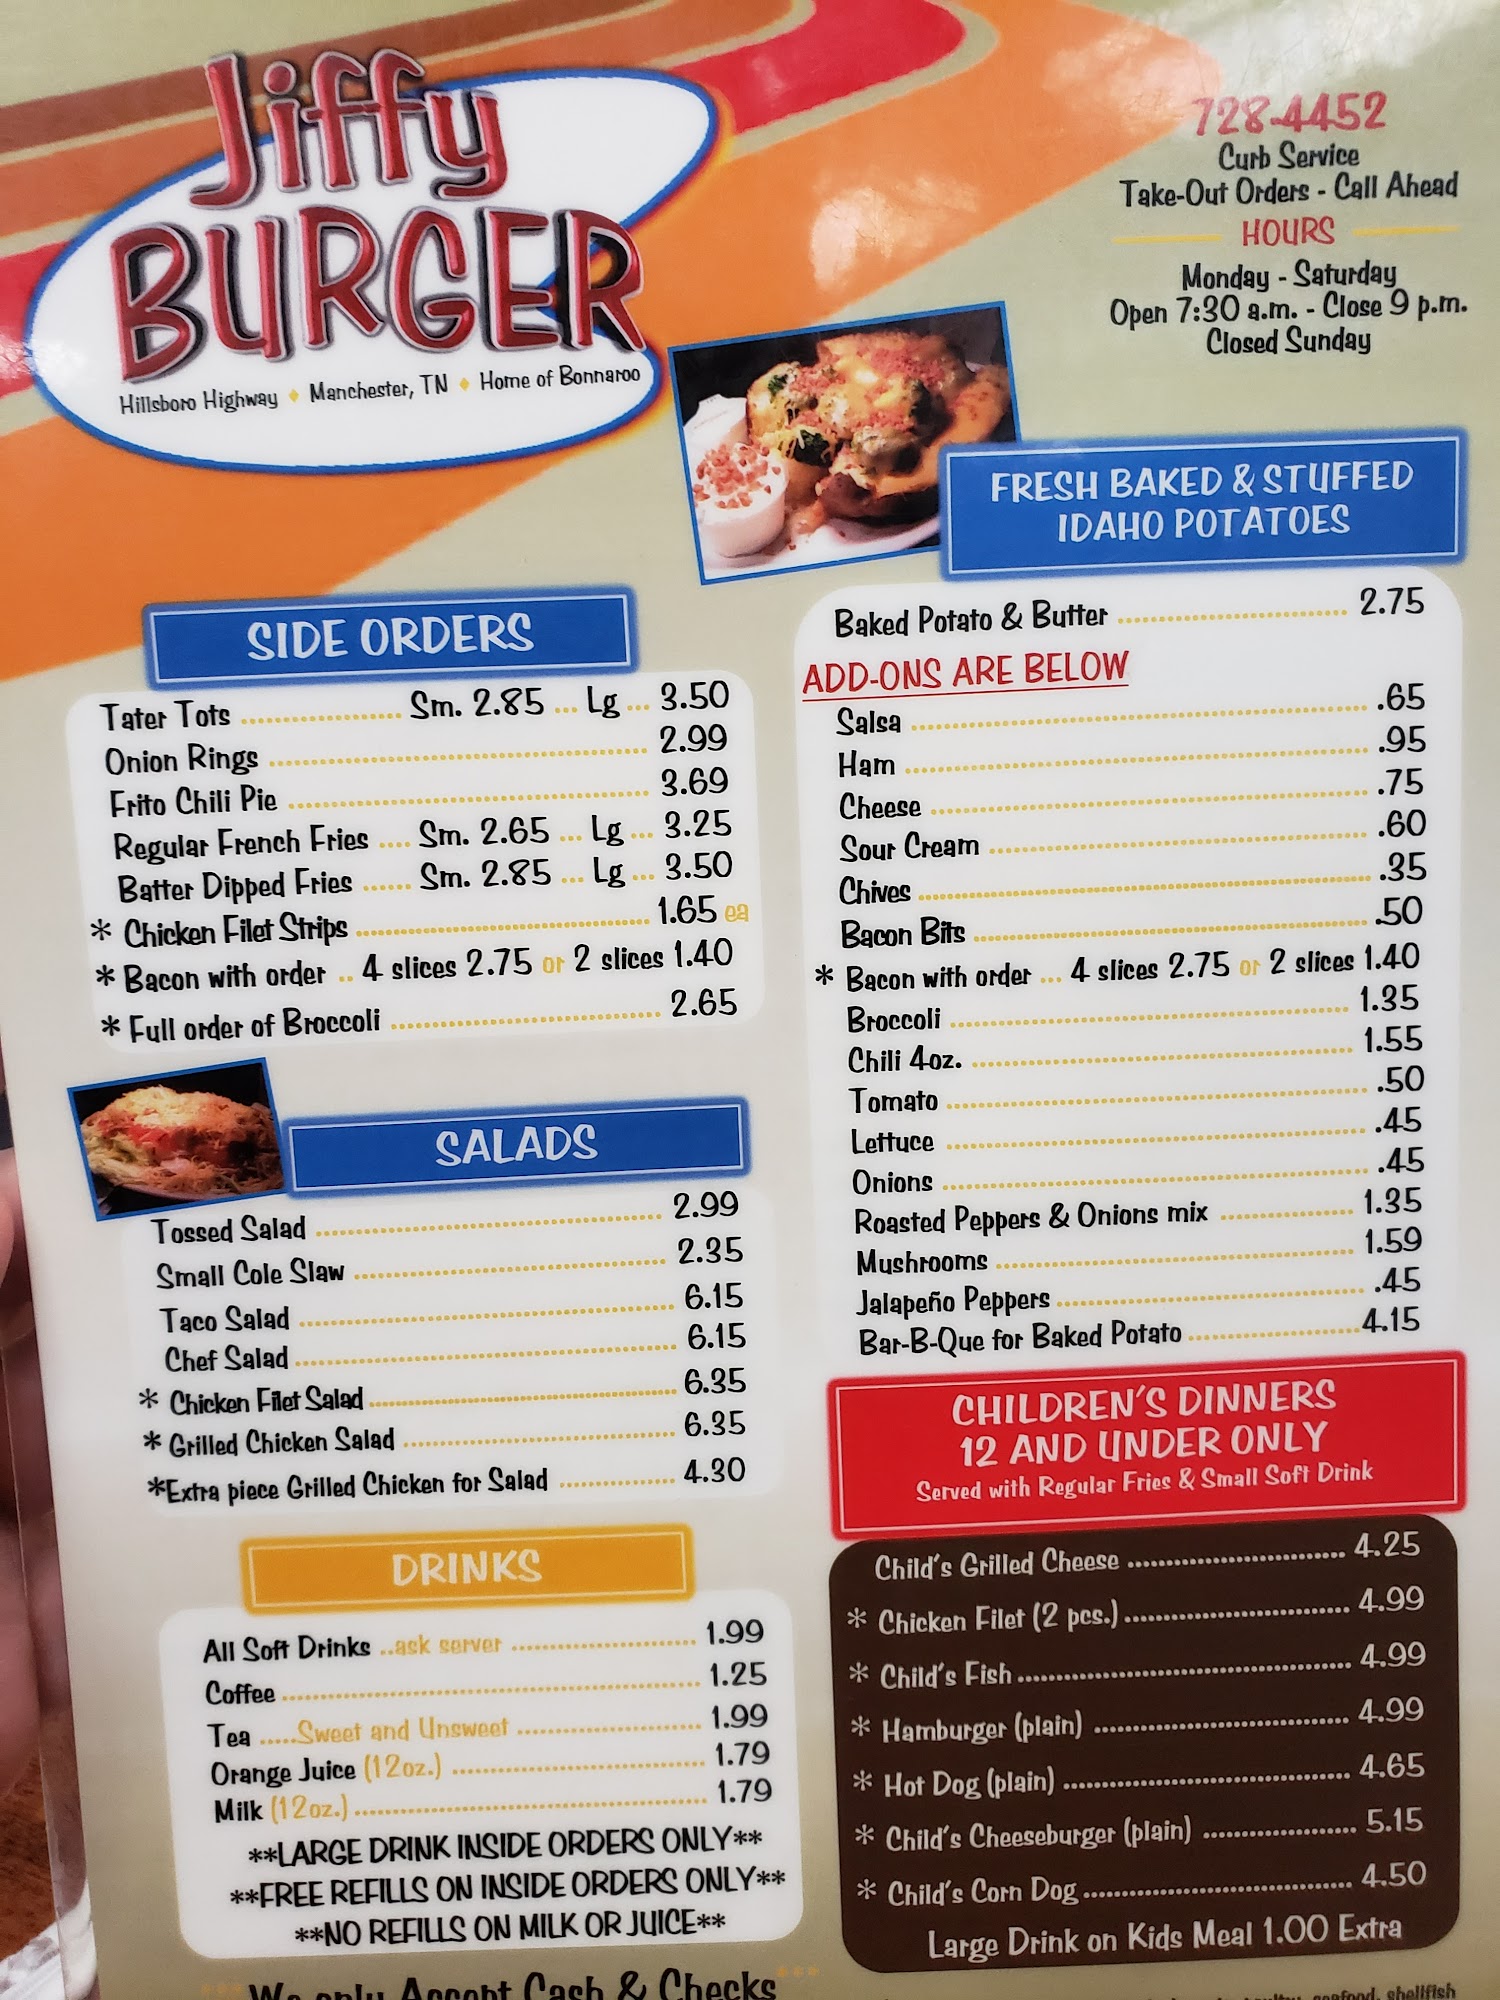 Jiffy
BURGER
Hillsboro Highway ♦ Manchester, TN ♦ Home of Bonnaroo
728-4452
Curb Service
Take-Out Orders - Call Ahead
HOURS
Monday - Saturday
Open 7:30 a.m. - Close 9 p.m.
Closed Sunday
SIDE ORDERS
Tater Tots .................. Sm. 2.85 ... Lg ... 3.50
Onion Rings .................. 2.99
Frito Chili Pie .................. 3.69
Regular French Fries .... Sm. 2.65 ... Lg ... 3.25
Batter Dipped Fries ...... Sm. 2.85 ... Lg ... 3.50
* Chicken Filet Strips .................. 1.65 ea
* Bacon with order .. 4 slices 2.75 or 2 slices 1.40
* Full order of Broccoli .................. 2.65
SALADS
Tossed Salad .................. 2.99
Small Cole Slaw .................. 2.35
Taco Salad .................. 6.15
Chef Salad .................. 6.15
* Chicken Filet Salad .................. 6.35
* Grilled Chicken Salad .................. 6.35
*Extra piece Grilled Chicken for Salad ............ 4.30
DRINKS
All Soft Drinks ..ask server .................. 1.99
Coffee .................. 1.25
Tea .....Sweet and Unsweet .................. 1.99
Orange Juice (12oz.) .................. 1.79
Milk (12oz.) .................. 1.79
**LARGE DRINK INSIDE ORDERS ONLY**
**FREE REFILLS ON INSIDE ORDERS ONLY**
**NO REFILLS ON MILK OR JUICE**
***We only Accept Cash & Checks***
FRESH BAKED & STUFFED
IDAHO POTATOES
Baked Potato & Butter .................. 2.75
ADD-ONS ARE BELOW
Salsa .................. .65
Ham .................. .95
Cheese .................. .75
Sour Cream .................. .60
Chives .................. .35
Bacon Bits .................. .50
* Bacon with order ... 4 slices 2.75 or 2 slices 1.40
Broccoli .................. 1.35
Chili 4oz. .................. 1.55
Tomato .................. .50
Lettuce .................. .45
Onions .................. .45
Roasted Peppers & Onions mix .................. 1.35
Mushrooms .................. 1.59
Jalapeño Peppers .................. .45
Bar-B-Que for Baked Potato .................. 4.15
CHILDREN'S DINNERS
12 AND UNDER ONLY
Served with Regular Fries & Small Soft Drink
Child's Grilled Cheese .................. 4.25
* Chicken Filet (2 pcs.) .................. 4.99
* Child's Fish .................. 4.99
* Hamburger (plain) .................. 4.99
* Hot Dog (plain) .................. 4.65
* Child's Cheeseburger (plain) .................. 5.15
* Child's Corn Dog .................. 4.50
Large Drink on Kids Meal 1.00 Extra
seafood, shellfish